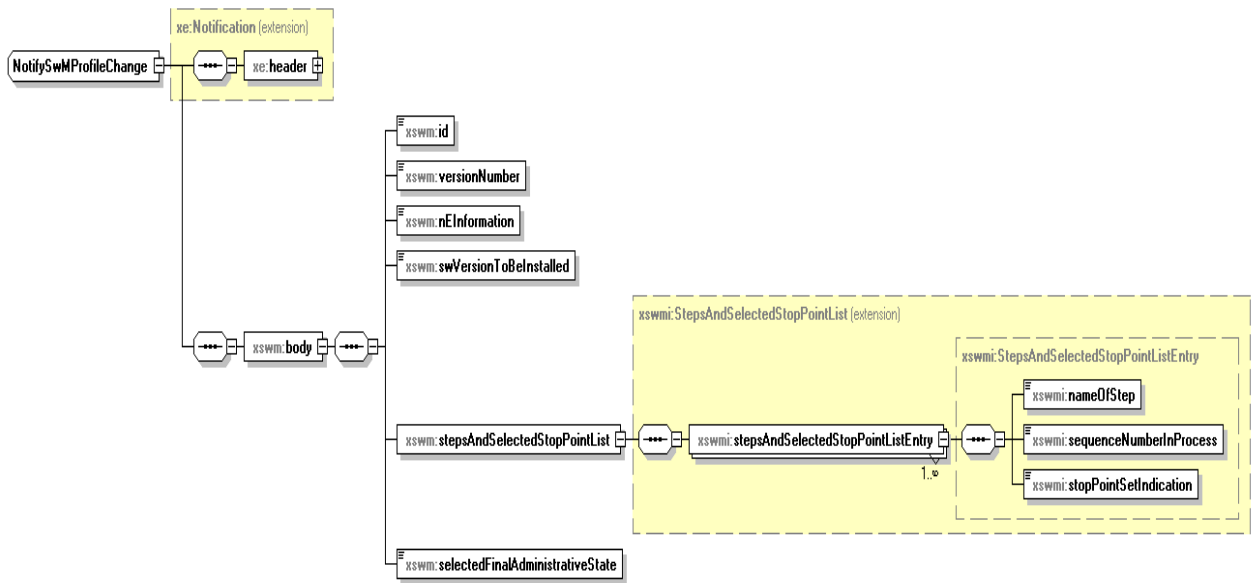 xe:Notification (extension)
NotifySwMProfileChange
xe:header
xswm:id
xswm:versionNumber
xswm:nEInformation
xswm:swVersionToBeInstalled
xswm:body
xswmi:StepsAndSelectedStopPointList (extension)
xswmi:StepsAndSelectedStopPointListEntry
xswmi:nameOfStep
xswm:stepsAndSelectedStopPointList
xswmi:stepsAndSelectedStopPointListEntry
xswmi:sequenceNumberInProcess
1..∞
xswmi:stopPointSetIndication
xswm:selectedFinalAdministrativeState